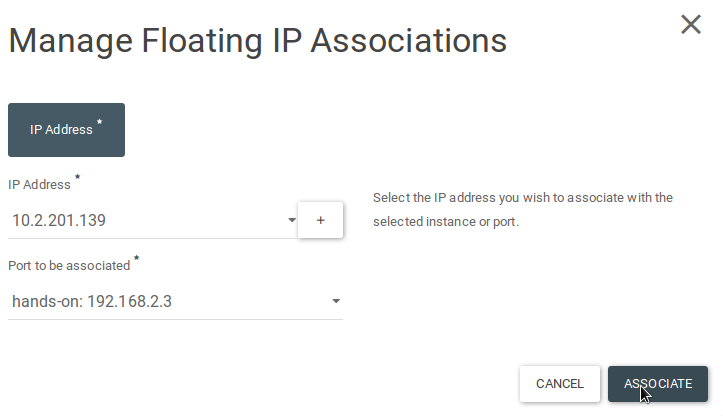 Manage Floating IP Associations
IP Address *
IP Address *
10.2.201.139
+
Select the IP address you wish to associate with the
selected instance or port.
Port to be associated *
hands-on: 192.168.2.3
CANCEL
ASSOCIATE